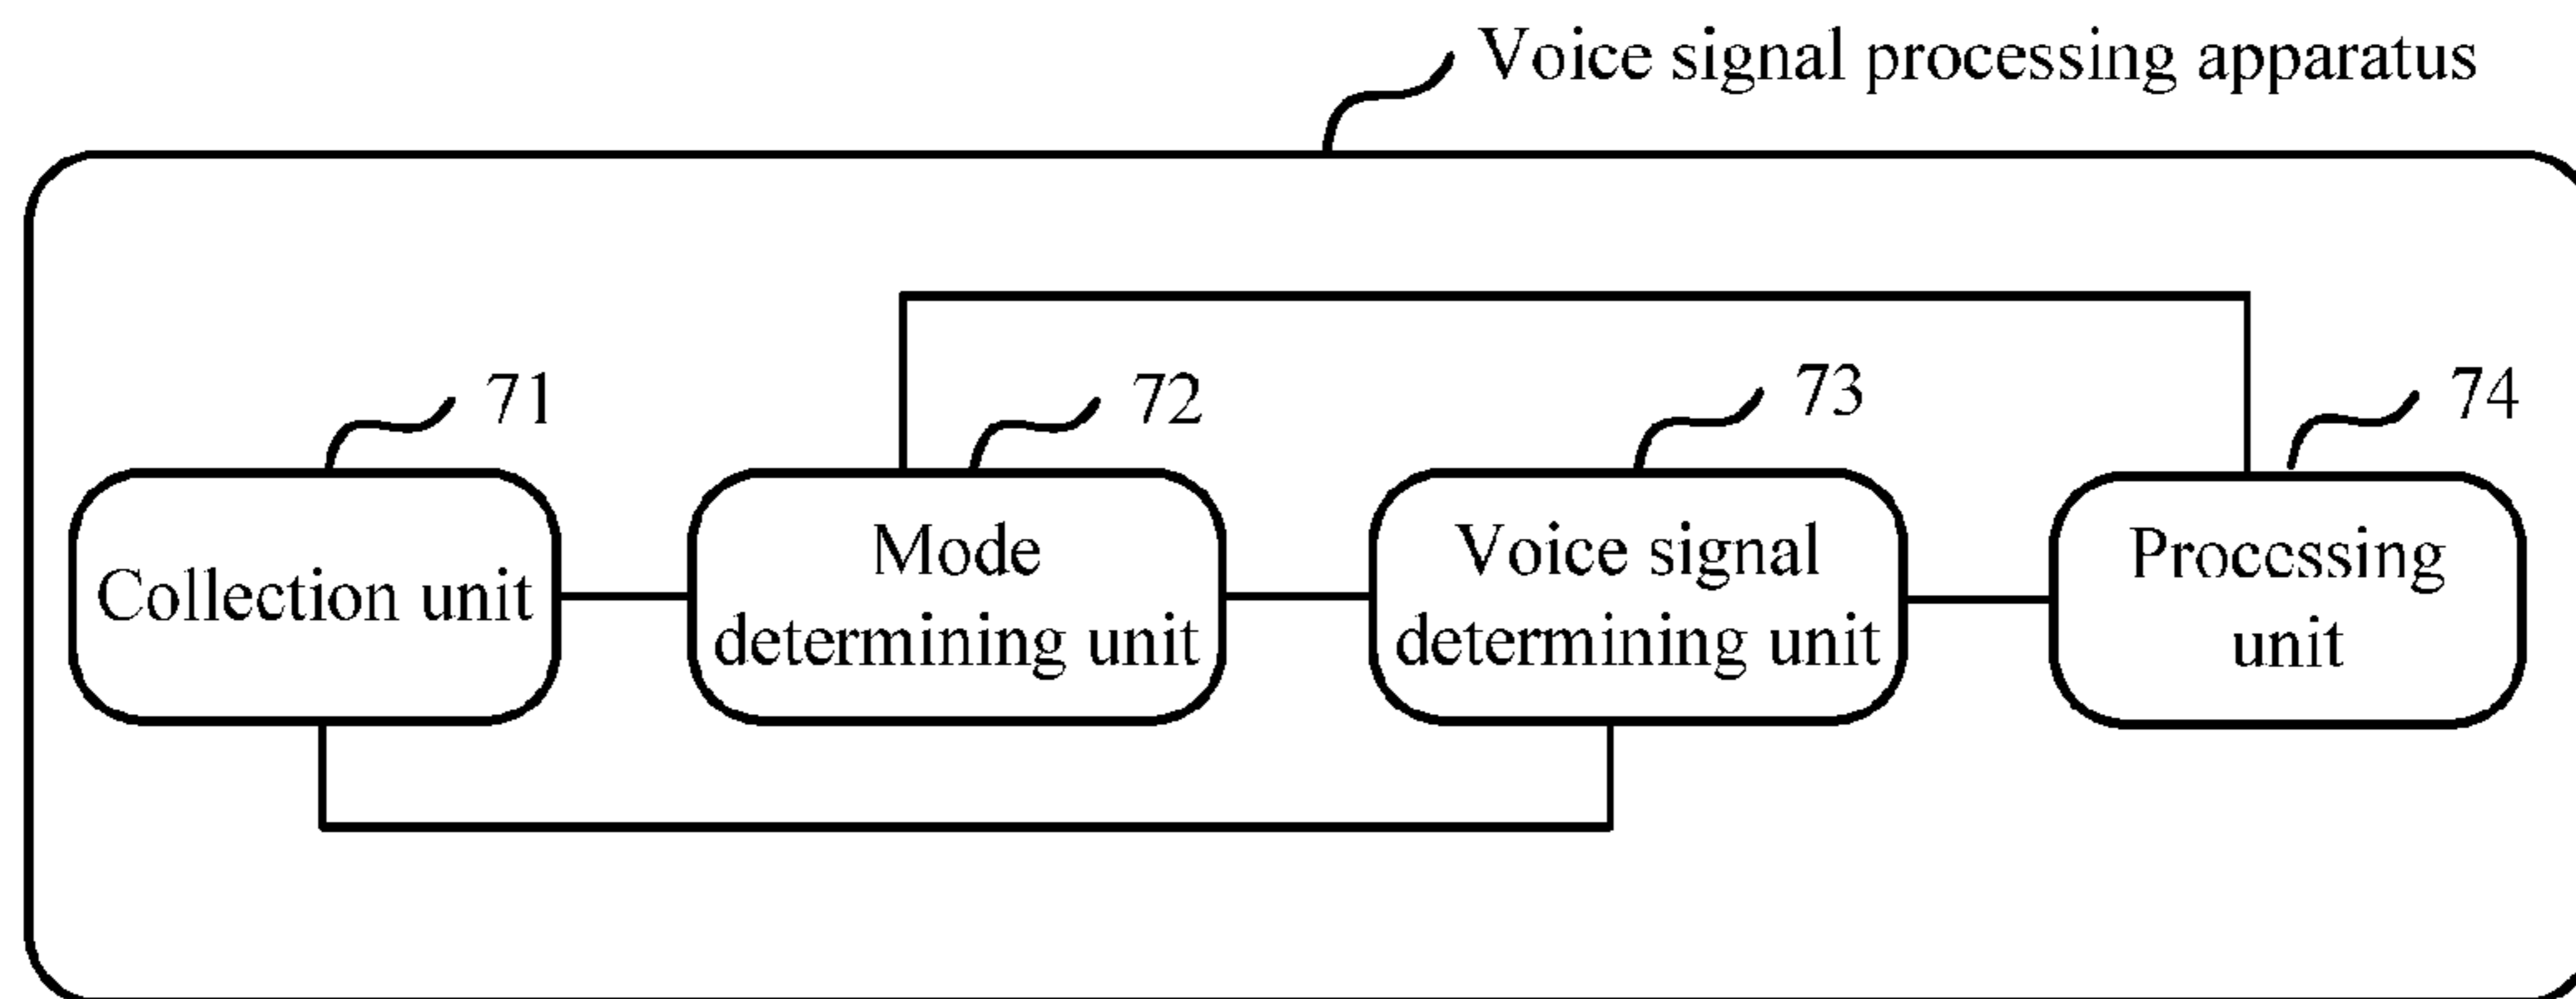 Voice signal processing apparatus
71
72
73
74
Collection unit
Mode
determining unit
Voice signal
determining unit
Processing
unit